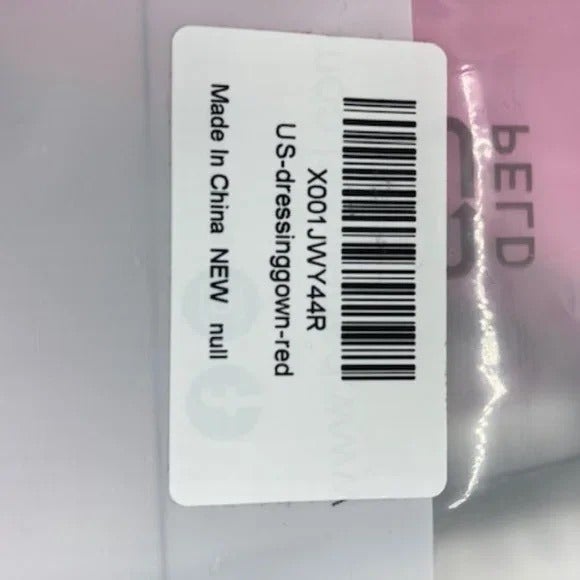 X001JWY44R
US-dressinggown-red
Made In China NEW null